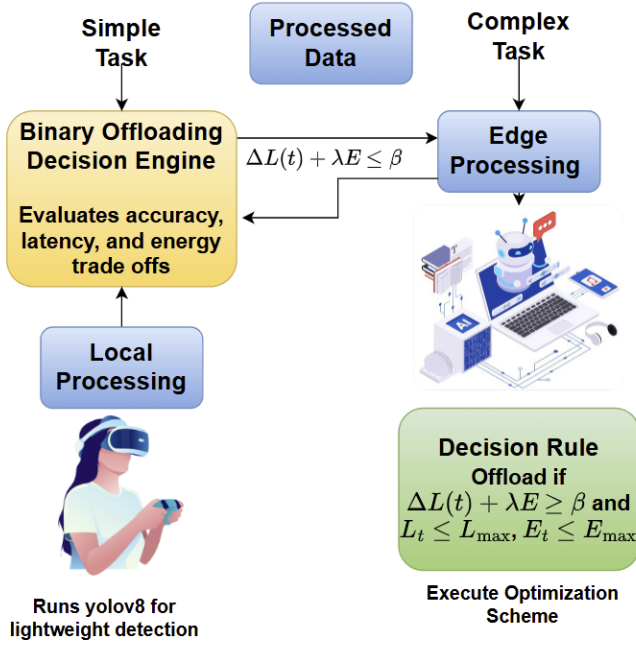 Simple
Task
Processed
Data
Complex
Task
Binary Offloading
Decision Engine
Evaluates accuracy,
latency, and energy
trade offs
ΔL(t) + λE ≤ β
Edge
Processing
AI
Local
Processing
Decision Rule
Offload if
ΔL(t) + λE ≥ β and
L_t ≤ L_max, E_t ≤ E_max
Runs yolov8 for
lightweight detection
Execute Optimization
Scheme